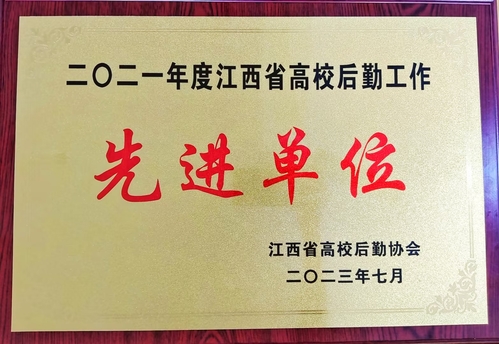 二〇二一年度江西省高校后勤工作
先进单位
江西省高校后勤协会
二〇二三年七月